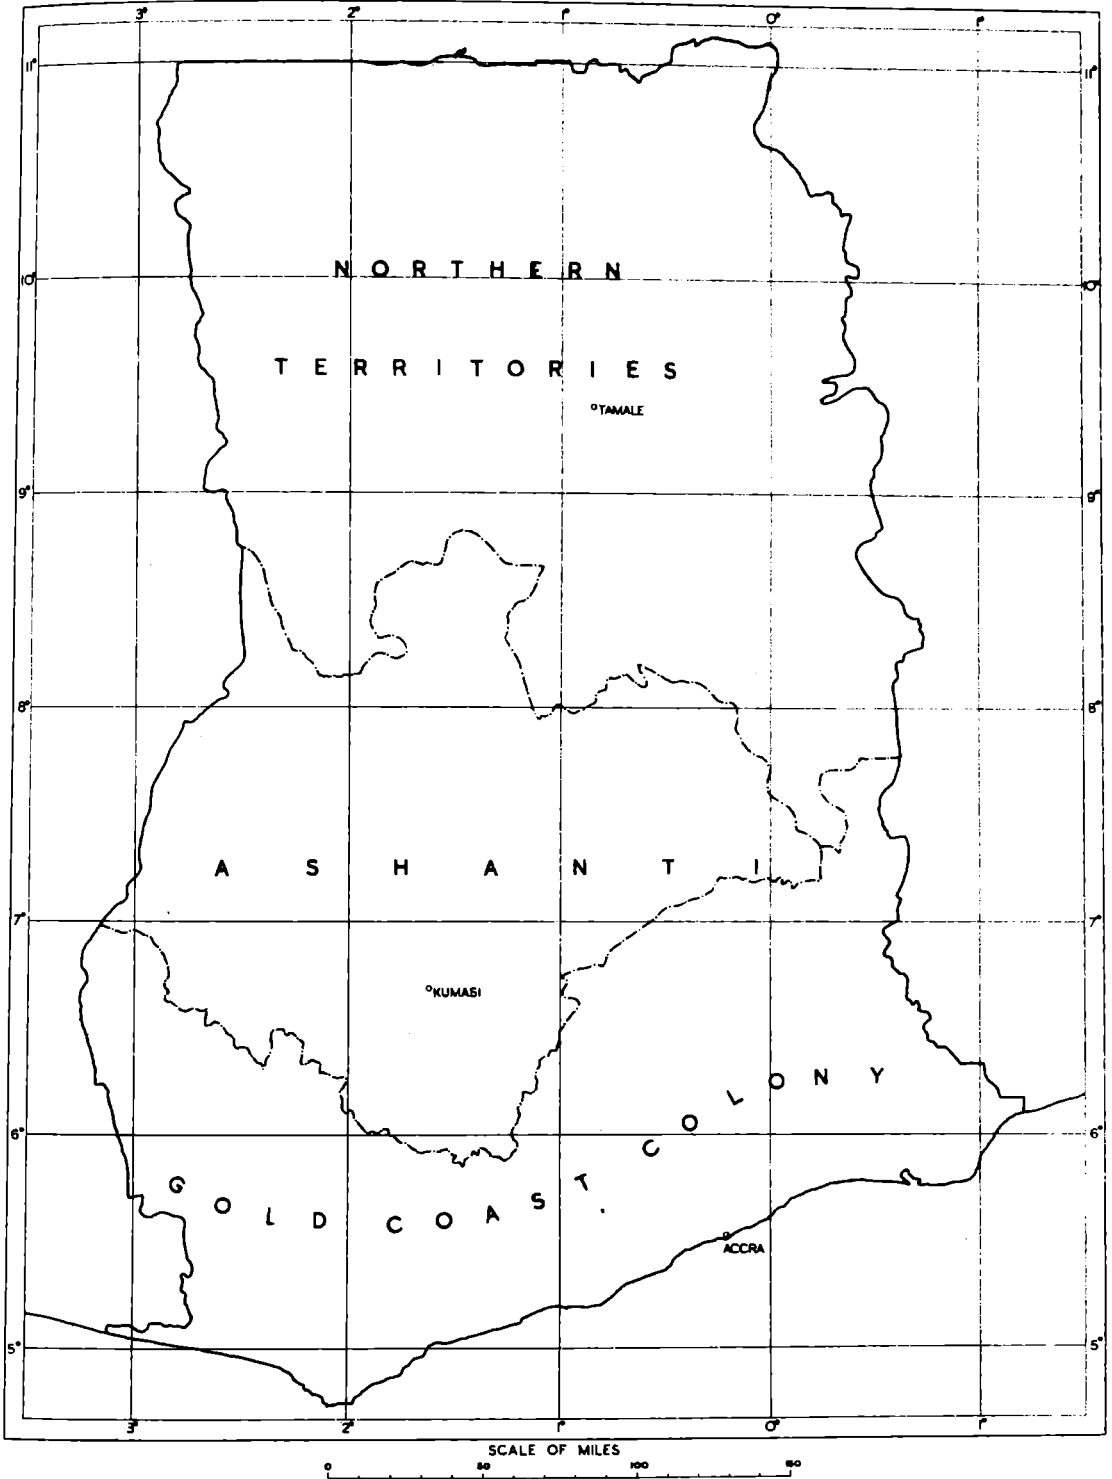 3° 2° 1° 0° 1°
11° 11°
NORTHERN
10° 10°
TERRITORIES
TAMALE
9° 9°
8° 8°
ASHANTI
7° 7°
KUMASI
GOLD COAST COLONY
6° 6°
ACCRA
5° 5°
3° 2° 1° 0° 1°
SCALE OF MILES
0 50 100 150